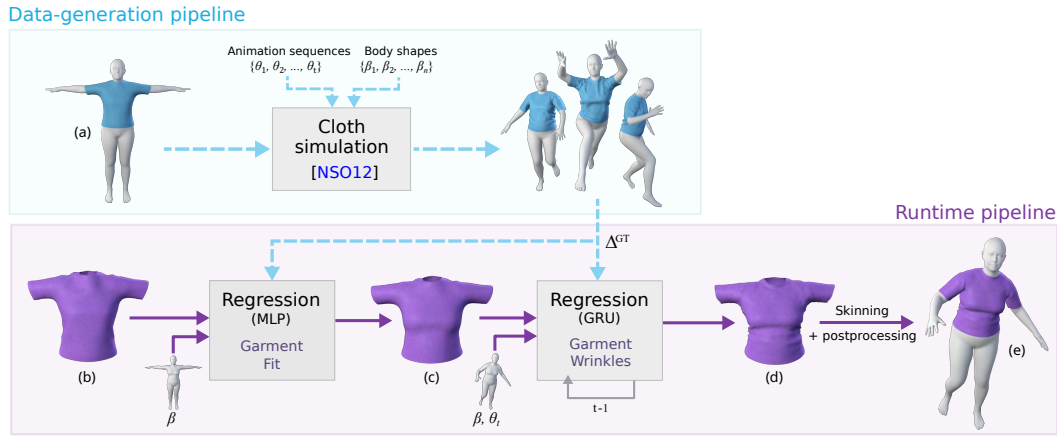 Data-generation pipeline
Animation sequences
{θ1, θ2, ..., θt}
Body shapes
{β1, β2, ..., βn}
(a)
Cloth
simulation
[NSO12]
Runtime pipeline
Δ^GT
(b)
β
Regression
(MLP)
Garment
Fit
(c)
β, θt
Regression
(GRU)
Garment
Wrinkles
t-1
(d)
Skinning
+ postprocessing
(e)